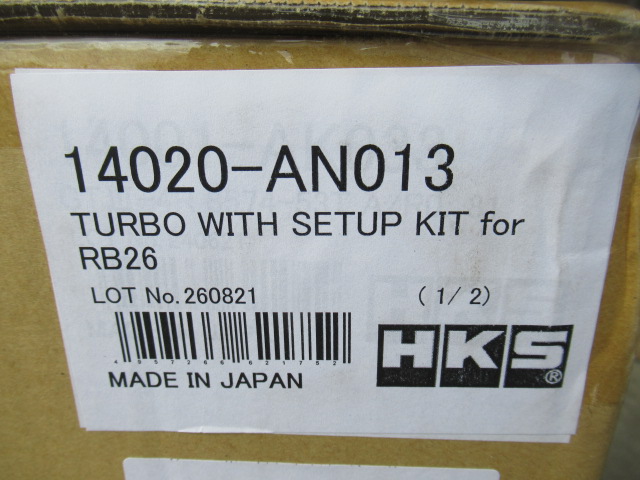 14020-AN013
TURBO WITH SETUP KIT for
RB26
LOT No. 260821 (1/2)
HKS®
MADE IN JAPAN